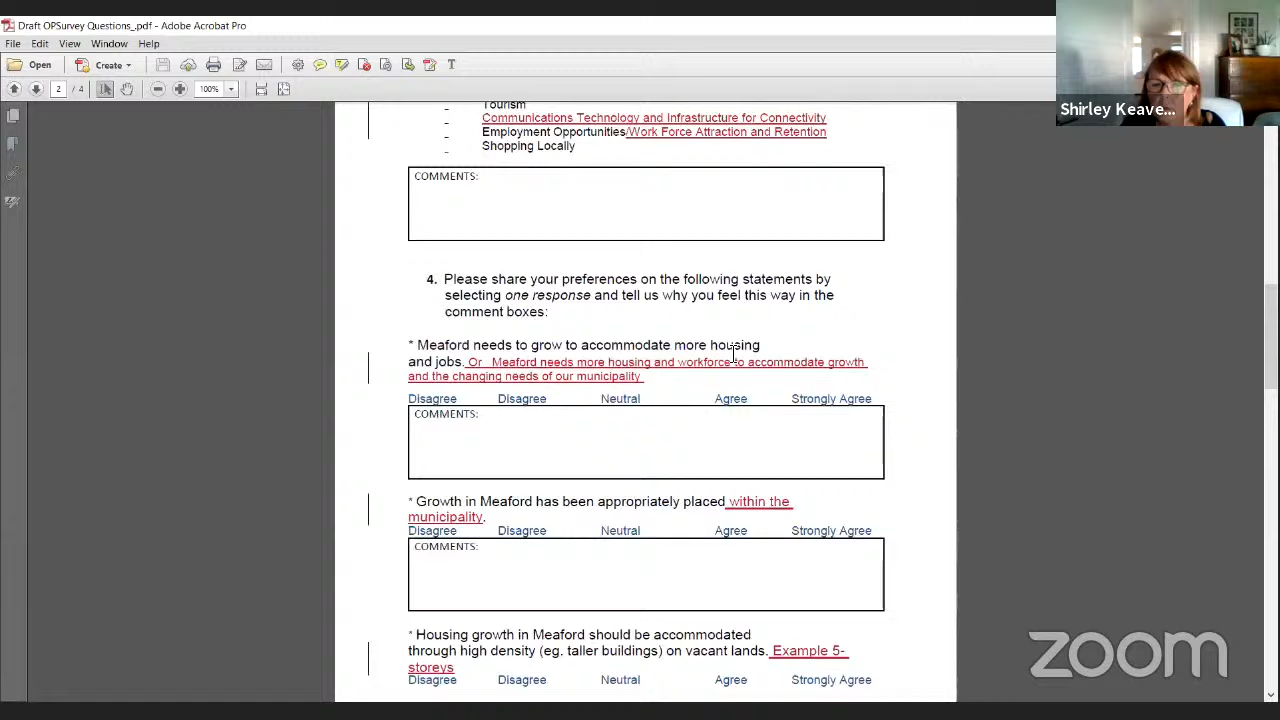 Draft OPSurvey Questions_.pdf - Adobe Acrobat Pro
File Edit View Window Help
Open Create
2 / 4 100%
Shirley Keave...
Tourism
- Communications Technology and Infrastructure for Connectivity
- Employment Opportunities/Work Force Attraction and Retention
- Shopping Locally
COMMENTS:
4. Please share your preferences on the following statements by
selecting one response and tell us why you feel this way in the
comment boxes:
* Meaford needs to grow to accommodate more housing
and jobs. Or Meaford needs more housing and workforce to accommodate growth
and the changing needs of our municipality
Disagree Disagree Neutral Agree Strongly Agree
COMMENTS:
* Growth in Meaford has been appropriately placed within the
municipality.
Disagree Disagree Neutral Agree Strongly Agree
COMMENTS:
* Housing growth in Meaford should be accommodated
through high density (eg. taller buildings) on vacant lands. Example 5-
storeys
Disagree Disagree Neutral Agree Strongly Agree
zoom